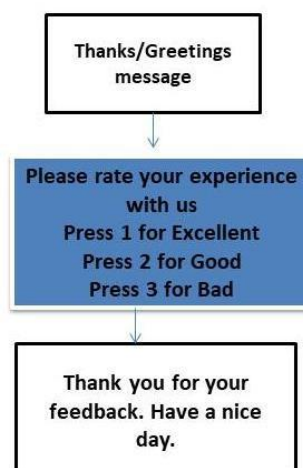 Thanks/Greetings
message
Please rate your experience
with us
Press 1 for Excellent
Press 2 for Good
Press 3 for Bad
Thank you for your
feedback. Have a nice
day.